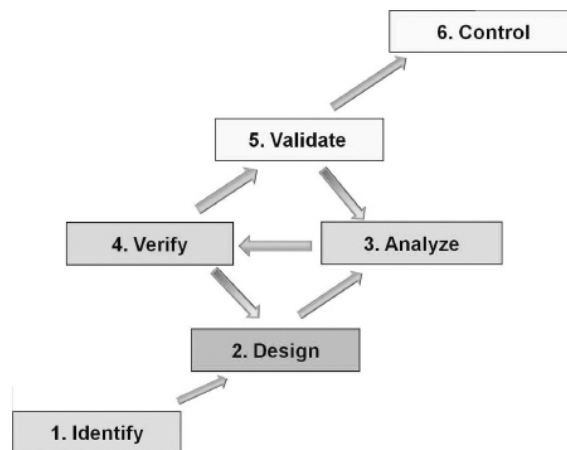 6. Control
5. Validate
4. Verify
3. Analyze
2. Design
1. Identify